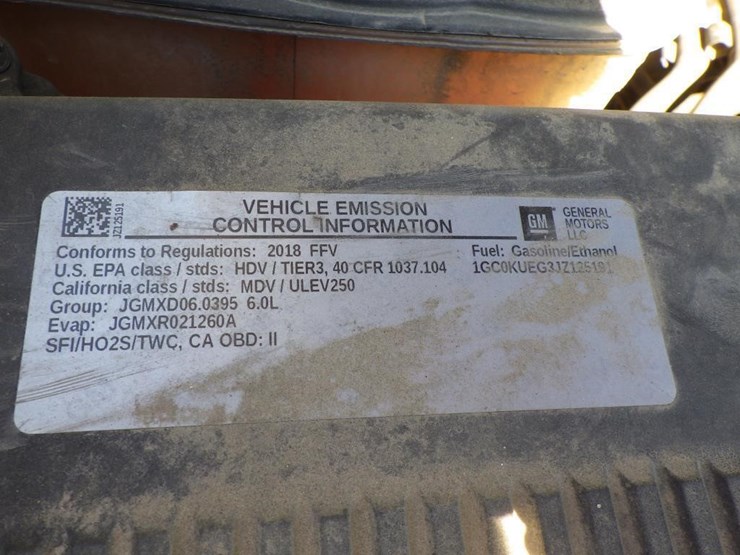 JZ125191
VEHICLE EMISSION
CONTROL INFORMATION
GM
GENERAL
MOTORS
LLC
Conforms to Regulations: 2018 FFV
Fuel: Gasoline/Ethanol
U.S. EPA class / stds: HDV / TIER3, 40 CFR 1037.104
1GC0KUEG3JZ125191
California class / stds: MDV / ULEV250
Group: JGMXD06.0395 6.0L
Evap: JGMXR021260A
SFI/HO2S/TWC, CA OBD: II